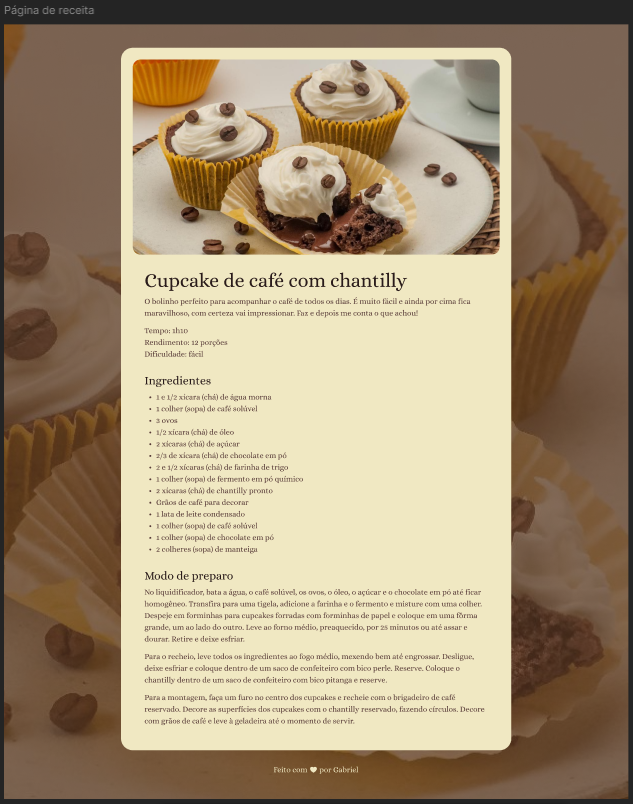 Página de receita
Cupcake de café com chantilly
O bolinho perfeito para acompanhar o café de todos os dias. É muito fácil e ainda por cima fica
maravilhoso, com certeza vai impressionar. Faz e depois me conta o que achou!
Tempo: 1h10
Rendimento: 12 porções
Dificuldade: fácil
Ingredientes
• 1 e 1/2 xícara (chá) de água morna
• 1 colher (sopa) de café solúvel
• 3 ovos
• 1/2 xícara (chá) de óleo
• 2 xícaras (chá) de açúcar
• 2/3 de xícara (chá) de chocolate em pó
• 2 e 1/2 xícaras (chá) de farinha de trigo
• 1 colher (sopa) de fermento em pó químico
• 2 xícaras (chá) de chantilly pronto
• Grãos de café para decorar
• 1 lata de leite condensado
• 1 colher (sopa) de café solúvel
• 1 colher (sopa) de chocolate em pó
• 2 colheres (sopa) de manteiga
Modo de preparo
No liquidificador, bata a água, o café solúvel, os ovos, o óleo, o açúcar e o chocolate em pó até ficar
homogêneo. Transfira para uma tigela, adicione a farinha e o fermento e misture com uma colher.
Despeje em forminhas para cupcakes forradas com forminhas de papel e coloque em uma fôrma
grande, um ao lado do outro. Leve ao forno médio, preaquecido, por 25 minutos ou até assar e
dourar. Retire e deixe esfriar.
Para o recheio, leve todos os ingredientes ao fogo médio, mexendo bem até engrossar. Desligue,
deixe esfriar e coloque dentro de um saco de confeiteiro com bico perle. Reserve. Coloque o
chantilly dentro de um saco de confeiteiro com bico pitanga e reserve.
Para a montagem, faça um furo no centro dos cupcakes e recheie com o brigadeiro de café
reservado. Decore as superfícies dos cupcakes com o chantilly reservado, fazendo círculos. Decore
com grãos de café e leve à geladeira até o momento de servir.
Feito com ❤ por Gabriel